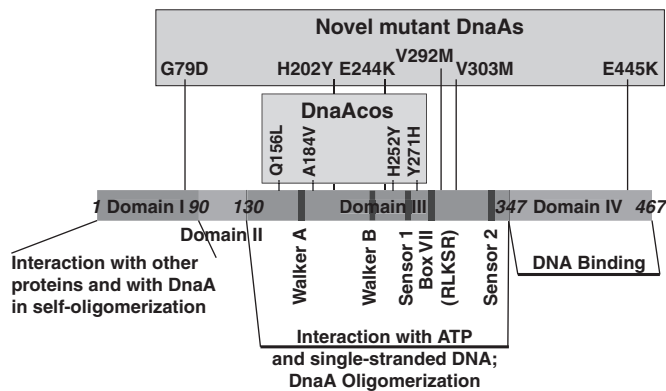 Novel mutant DnaAs
G79D H202Y E244K V292M V303M E445K
DnaAcos
Q156L
A184V
H252Y
Y271H
1 Domain I 90 130 Domain III 347 Domain IV 467
Domain II
Walker A
Walker B
Sensor 1
Box VII
(RLKSR)
Sensor 2
Interaction with other
proteins and with DnaA
in self-oligomerization
DNA Binding
Interaction with ATP
and single-stranded DNA;
DnaA Oligomerization